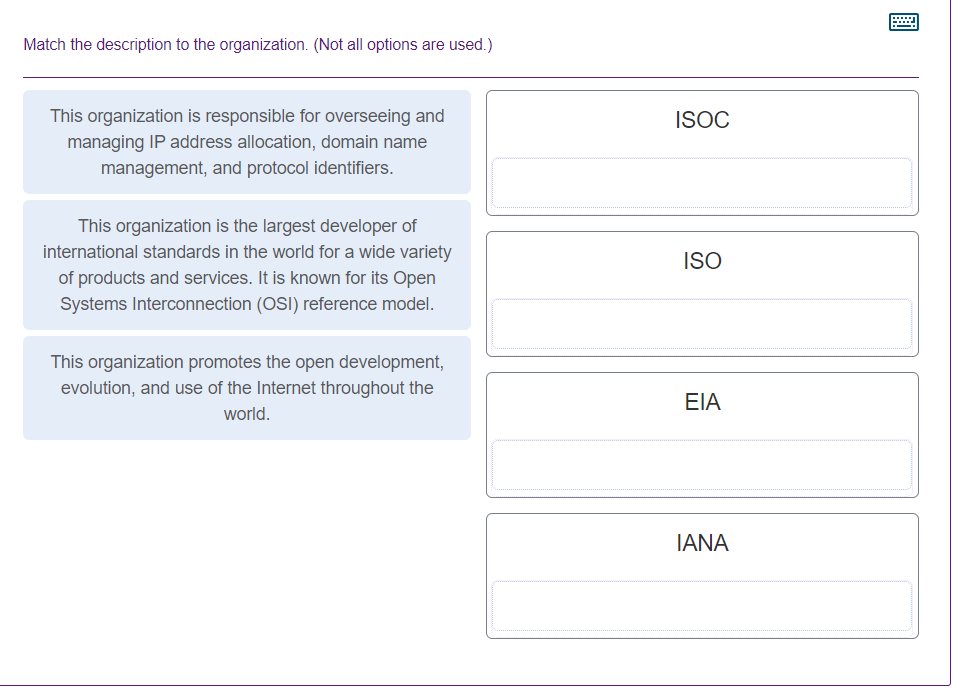 Match the description to the organization. (Not all options are used.)
This organization is responsible for overseeing and
managing IP address allocation, domain name
management, and protocol identifiers.
This organization is the largest developer of
international standards in the world for a wide variety
of products and services. It is known for its Open
Systems Interconnection (OSI) reference model.
This organization promotes the open development,
evolution, and use of the Internet throughout the
world.
ISOC
ISO
EIA
IANA